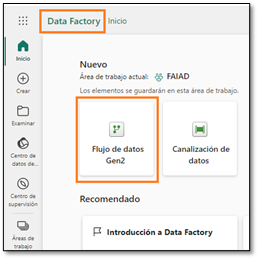 Data Factory Inicio
Inicio
Crear
Examinar
Centro de
datos de...
Centro de
supervisión
Áreas de
trabajo
Nuevo
Área de trabajo actual: FAIAD
Los elementos se guardarán en esta área de trabajo.
Flujo de datos
Gen2
Canalización de
datos
Recomendado
Introducción a Data Factory